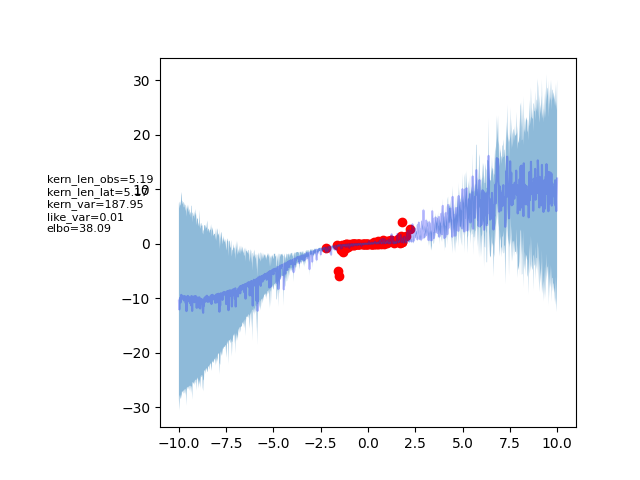 30
20
kern_len_obs=5.19
kern_len_lat=5.17
10
kern_var=187.95
like_var=0.01
elbo=38.09
0
−10
−20
−30
−10.0 −7.5 −5.0 −2.5 0.0 2.5 5.0 7.5 10.0